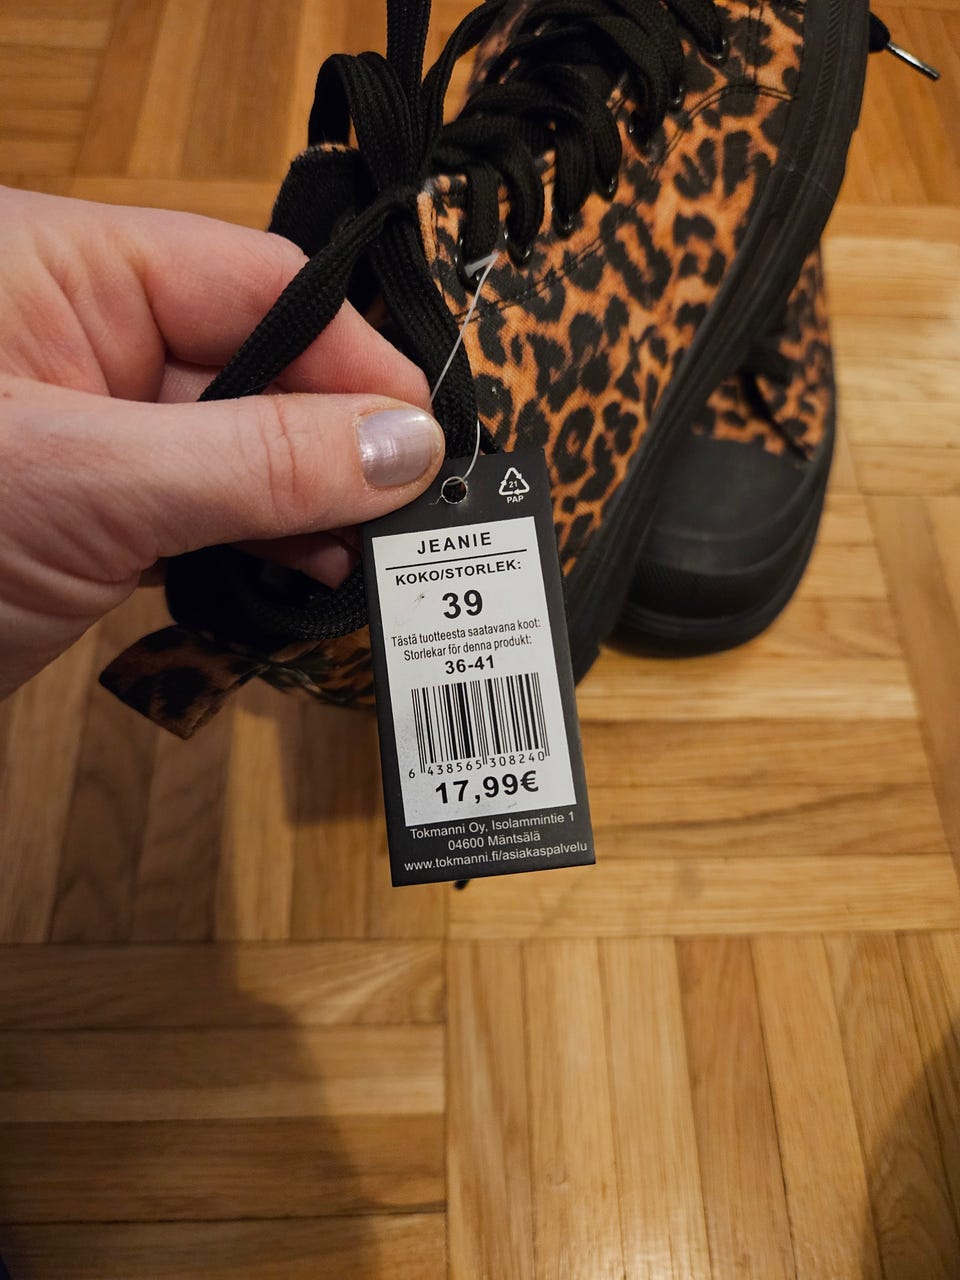 21
PAP
JEANIE
KOKO/STORLEK:
39
Tästä tuotteesta saatavana koot:
Storlekar för denna produkt:
36-41
6 438565 308240
17,99€
Tokmanni Oy, Isolammintie 1
04600 Mäntsälä
www.tokmanni.fi/asiakaspalvelu